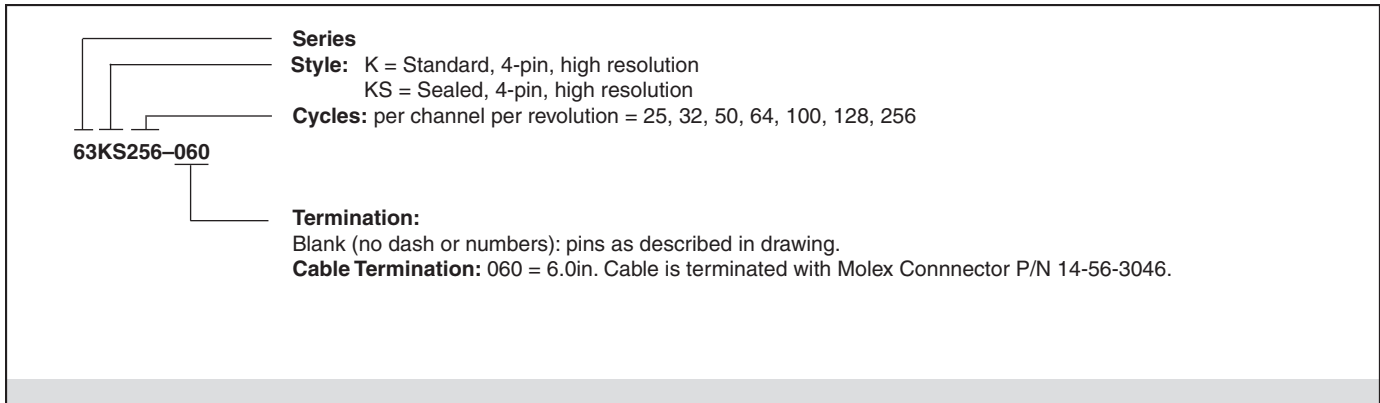 Series
Style: K = Standard, 4-pin, high resolution
KS = Sealed, 4-pin, high resolution
Cycles: per channel per revolution = 25, 32, 50, 64, 100, 128, 256
63KS256–060
Termination:
Blank (no dash or numbers): pins as described in drawing.
Cable Termination: 060 = 6.0in. Cable is terminated with Molex Connnector P/N 14-56-3046.